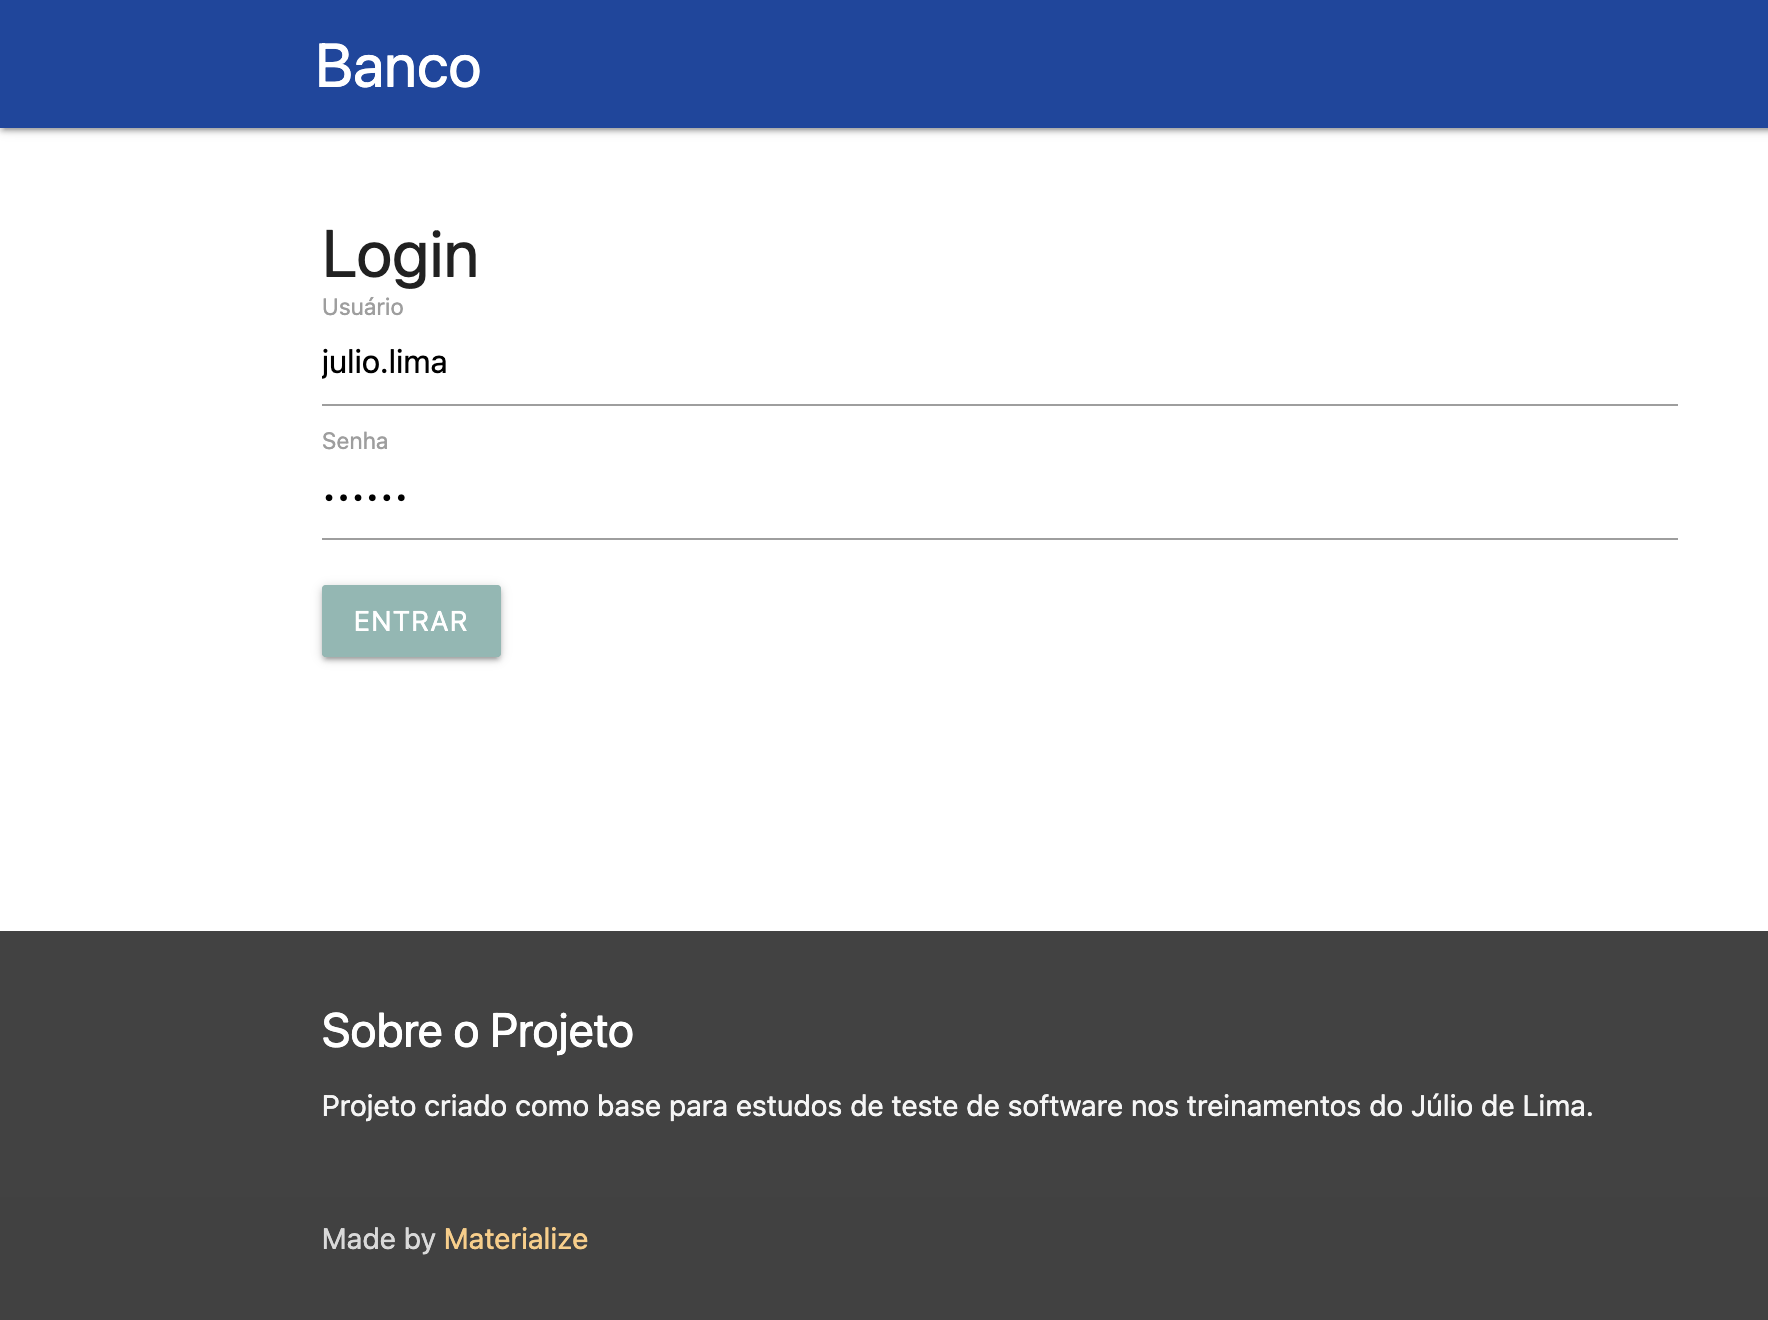 Banco
Login
Usuário
julio.lima
Senha
••••••
ENTRAR
Sobre o Projeto
Projeto criado como base para estudos de teste de software nos treinamentos do Júlio de Lima.
Made by Materialize